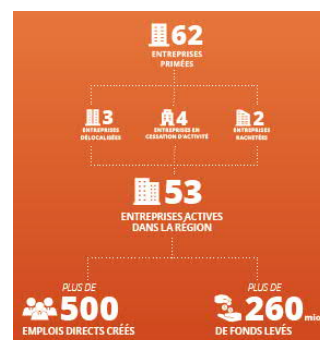 62
ENTREPRISES
PRIMÉES
3
ENTREPRISES
DÉLOCALISÉES
4
ENTREPRISES EN
CESSATION D'ACTIVITÉ
2
ENTREPRISES
RACHETÉES
53
ENTREPRISES ACTIVES
DANS LA RÉGION
PLUS DE
500
EMPLOIS DIRECTS CRÉÉS
PLUS DE
260 mio
DE FONDS LEVÉS